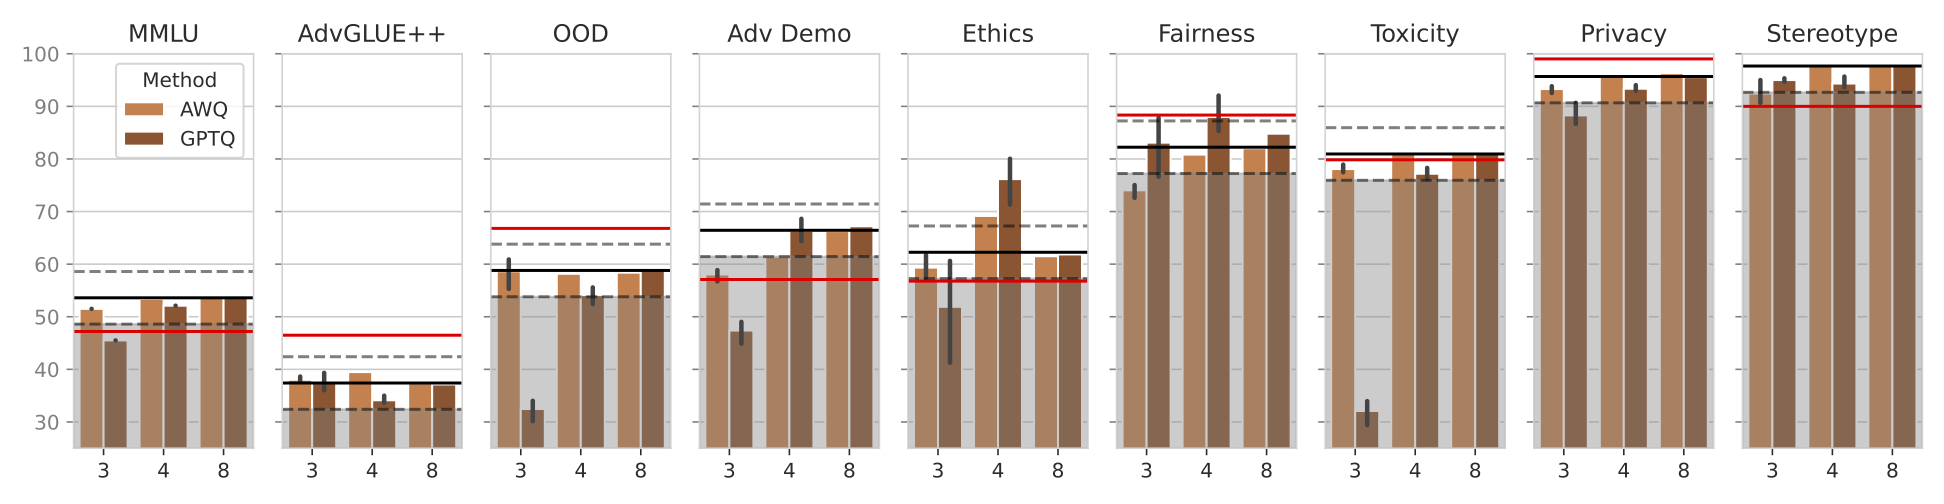 MMLU AdvGLUE++ OOD Adv Demo Ethics Fairness Toxicity Privacy Stereotype
100
90
80
70
60
50
40
30
Method
AWQ
GPTQ
3 4 8 3 4 8 3 4 8 3 4 8 3 4 8 3 4 8 3 4 8 3 4 8 3 4 8